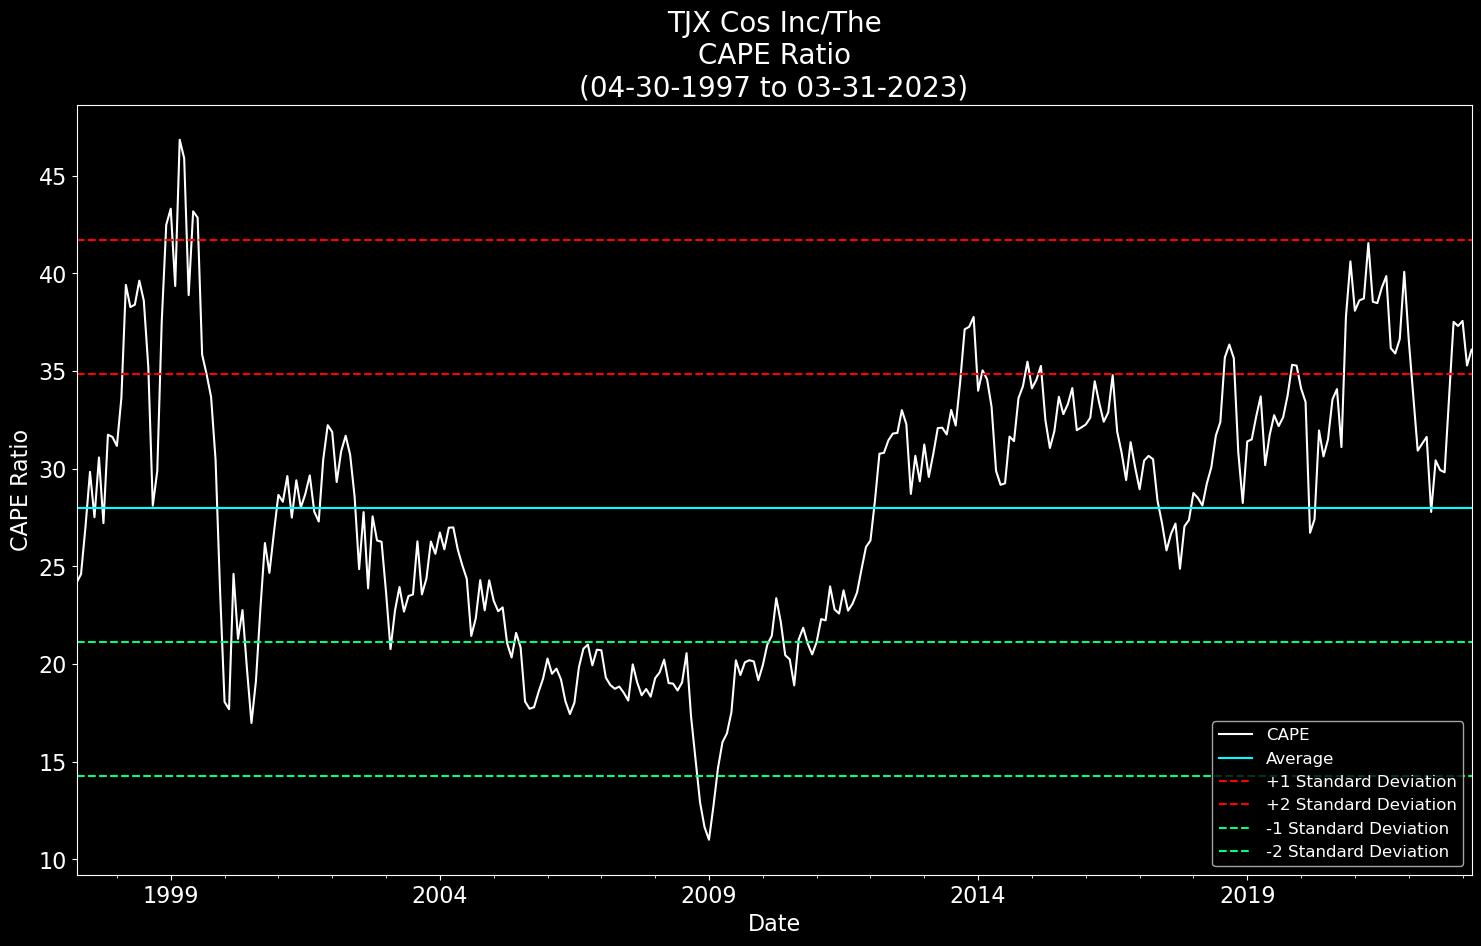 TJX Cos Inc/The
CAPE Ratio
(04-30-1997 to 03-31-2023)
CAPE Ratio
45
40
35
30
25
20
15
10
1999
2004
2009
2014
2019
Date
CAPE
Average
+1 Standard Deviation
+2 Standard Deviation
-1 Standard Deviation
-2 Standard Deviation